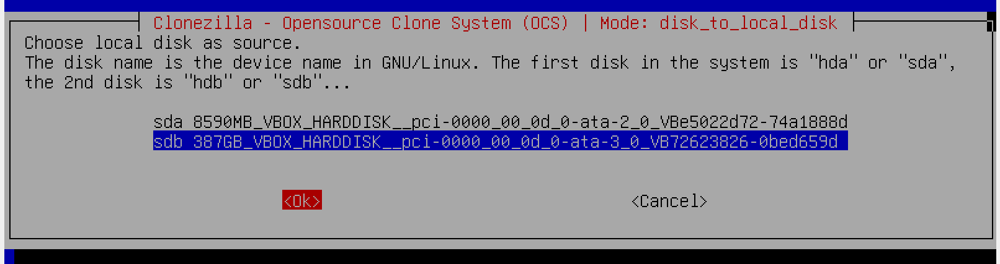 Clonezilla - Opensource Clone System (OCS) | Mode: disk_to_local_disk
Choose local disk as source.
The disk name is the device name in GNU/Linux. The first disk in the system is "hda" or "sda",
the 2nd disk is "hdb" or "sdb"...
sda 8590MB_VBOX_HARDDISK__pci-0000_00_0d_0-ata-2_0_VBe5022d72-74a1888d
sdb 387GB_VBOX_HARDDISK__pci-0000_00_0d_0-ata-3_0_VB72623826-0bed659d
<Ok> <Cancel>